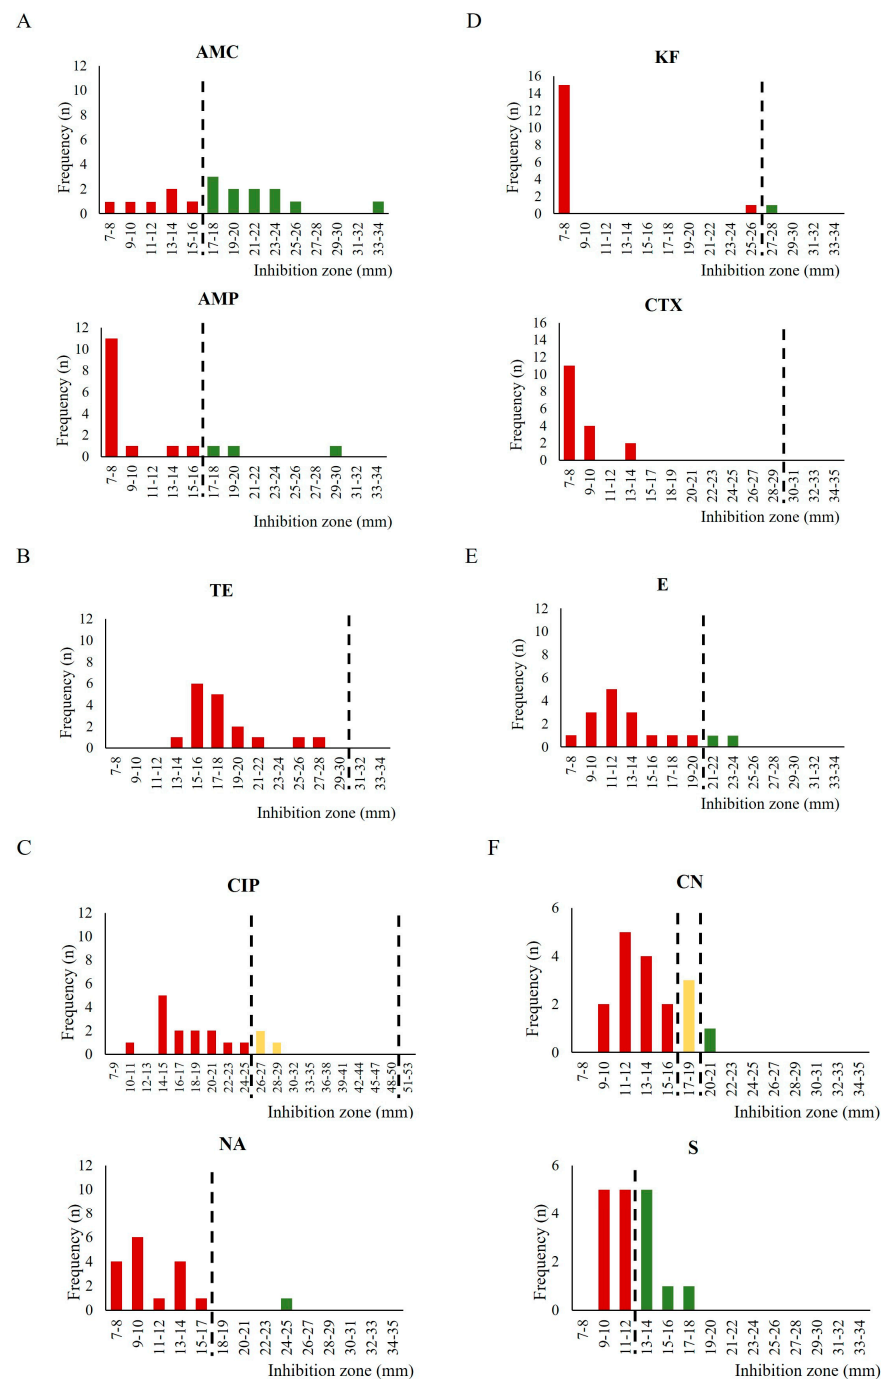 A
AMC
Frequency (n)
12
10
8
6
4
2
0
7-8 9-10 11-12 13-14 15-16 17-18 19-20 21-22 23-24 25-26 27-28 29-30 31-32 33-34
Inhibition zone (mm)
AMP
Frequency (n)
12
10
8
6
4
2
0
7-8 9-10 11-12 13-14 15-16 17-18 19-20 21-22 23-24 25-26 27-28 29-30 31-32 33-34
Inhibition zone (mm)
B
TE
Frequency (n)
12
10
8
6
4
2
0
7-8 9-10 11-12 13-14 15-16 17-18 19-20 21-22 23-24 25-26 27-28 29-30 31-32 33-34
Inhibition zone (mm)
C
CIP
Frequency (n)
12
10
8
6
4
2
0
7-9 10-11 12-13 14-15 16-17 18-19 20-21 22-23 24-25 26-27 28-29 30-32 33-35 36-38 39-41 42-44 45-47 48-50 51-53
Inhibition zone (mm)
NA
Frequency (n)
12
10
8
6
4
2
0
7-8 9-10 11-12 13-14 15-17 18-19 20-21 22-23 24-25 26-27 28-29 30-31 32-33 34-35
Inhibition zone (mm)
D
KF
Frequency (n)
16
14
12
10
8
6
4
2
0
7-8 9-10 11-12 13-14 15-16 17-18 19-20 21-22 23-24 25-26 27-28 29-30 31-32 33-34
Inhibition zone (mm)
CTX
Frequency (n)
16
14
12
10
8
6
4
2
0
7-8 9-10 11-12 13-14 15-17 18-19 20-21 22-23 24-25 26-27 28-29 30-31 32-33 34-35
Inhibition zone (mm)
E
E
Frequency (n)
12
10
8
6
4
2
0
7-8 9-10 11-12 13-14 15-16 17-18 19-20 21-22 23-24 25-26 27-28 29-30 31-32 33-34
Inhibition zone (mm)
F
CN
Frequency (n)
6
4
2
0
7-8 9-10 11-12 13-14 15-16 17-19 20-21 22-23 24-25 26-27 28-29 30-31 32-33 34-35
Inhibition zone (mm)
S
Frequency (n)
6
4
2
0
7-8 9-10 11-12 13-14 15-16 17-18 19-20 21-22 23-24 25-26 27-28 29-30 31-32 33-34
Inhibition zone (mm)